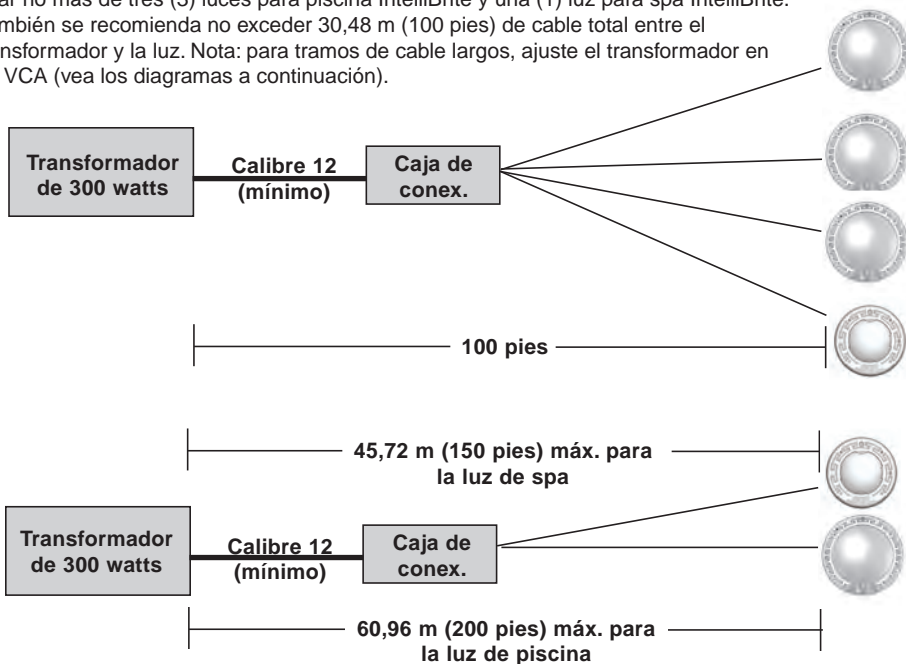 no más de tres (3) luces para piscina IntelliBrite y una (1) luz para spa IntelliBrite.
se recomienda no exceder 30,48 m (100 pies) de cable total entre el
y la luz. Nota: para tramos de cable largos, ajuste el transformador en
VCA (vea los diagramas a continuación).
Transformador
de 300 watts
Calibre 12
(mínimo)
Caja de
conex.
100 pies
45,72 m (150 pies) máx. para
la luz de spa
Transformador
de 300 watts
Calibre 12
(mínimo)
Caja de
conex.
60,96 m (200 pies) máx. para
la luz de piscina